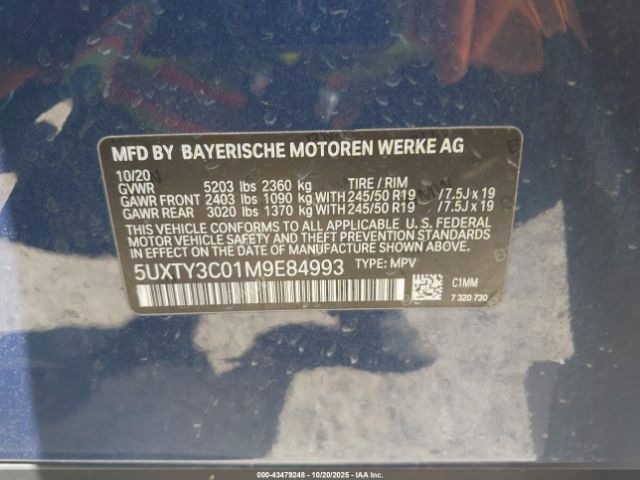 MFD BY BAYERISCHE MOTOREN WERKE AG
10/20
GVWR 5203 lbs 2360 kg TIRE / RIM
GAWR FRONT 2403 lbs 1090 kg WITH 245/50 R19 / 7.5J x 19
GAWR REAR 3020 lbs 1370 kg WITH 245/50 R19 / 7.5J x 19
THIS VEHICLE CONFORMS TO ALL APPLICABLE U.S. FEDERAL
MOTOR VEHICLE SAFETY, BUMPER, AND THEFT PREVENTION
STANDARDS IN EFFECT ON THE DATE OF MANUFACTURE SHOWN ABOVE.
5UXTY3C01M9E84993 TYPE: MPV
C1MM
7 320 730
000-43479248 - 10/20/2025 - IAA Inc.